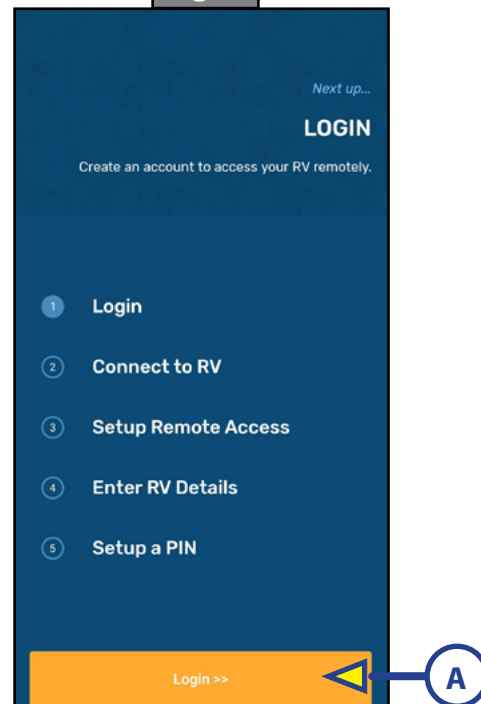 Next up...
LOGIN
Create an account to access your RV remotely.
1 Login
2 Connect to RV
3 Setup Remote Access
4 Enter RV Details
5 Setup a PIN
Login >>
A